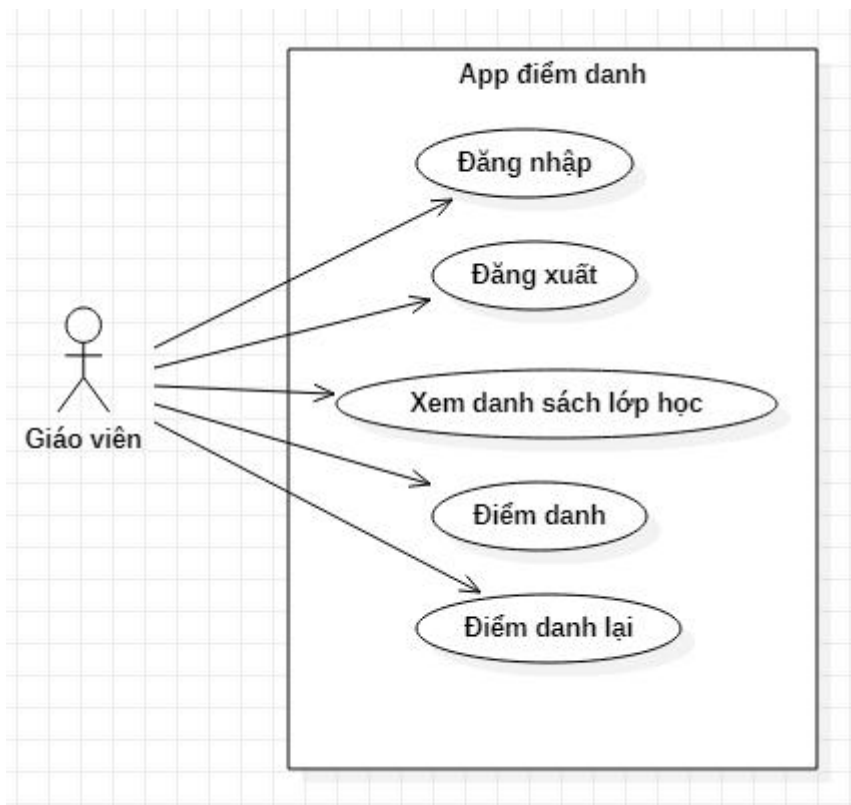 App điểm danh
Đăng nhập
Đăng xuất
Xem danh sách lớp học
Giáo viên
Điểm danh
Điểm danh lại